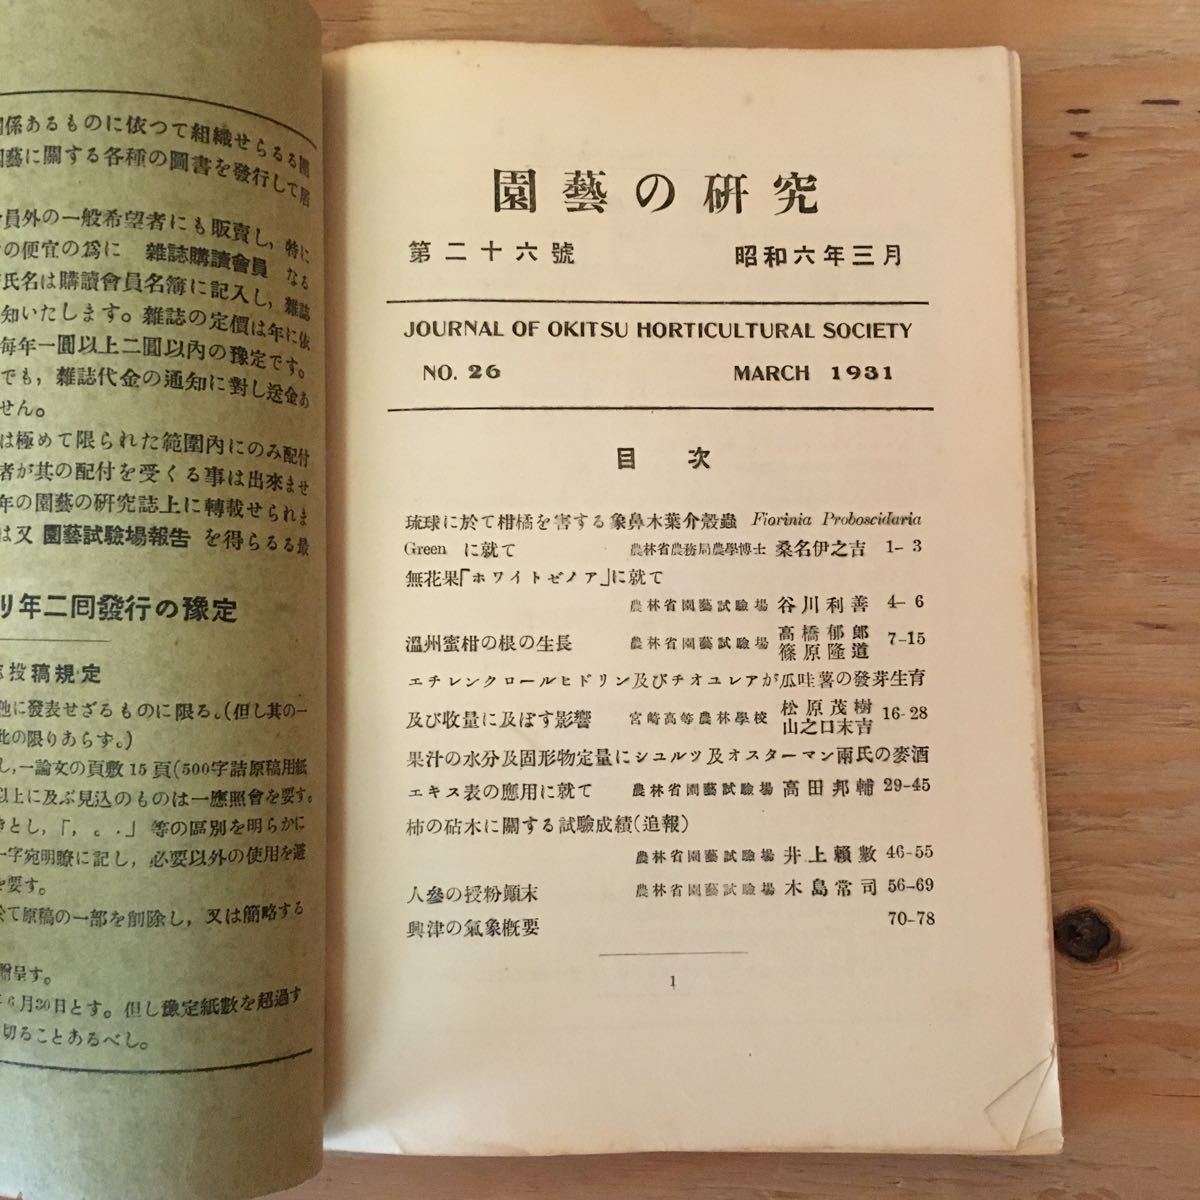 係あるものに依つて組織せらるる
藝に關する各種の圖書を發行して居
員外の一般希望者にも販賣し，特に
の便宜の爲に 雜誌購讀會員 なる
氏名は購讀會員名簿に記入し，雜誌
知いたします。雜誌の定價は年に依
每年一圓以上二圓以內の豫定です。
でも，雜誌代金の通知に對し送金あ
せん。
は極めて限られた範圍內にのみ配付
者が其の配付を受くる事は出來ませ
年の園藝の硏究誌上に轉載せられま
は又 園藝試驗場報告 を得らるる最
り年二回發行の豫定
投稿規定
他に發表せざるものに限る。(但し其の一
此の限りあらず。)
し，一論文の頁數15頁(500字詰原稿用紙
以上に及ぶ見込のものは一應照會を要す。
きとし，「，。．」等の區別を明らかに
一字宛明瞭に記し，必要以外の使用を避
を要す。
て原稿の一部を削除し，又は簡略する
贈呈す。
6月30日とす。但し豫定紙數を超過す
切ることあるべし。
園藝の硏究
第二十六號 昭和六年三月
JOURNAL OF OKITSU HORTICULTURAL SOCIETY
NO. 26 MARCH 1931
目次
琉球に於て柑橘を害する象鼻木葉介殼蟲 Fiorinia Proboscidaria
Green に就て 農林省農務局農學博士 桑名伊之吉 1-3
無花果「ホワイトゼノア」に就て
農林省園藝試驗場 谷川利善 4-6
溫州蜜柑の根の生長 農林省園藝試驗場 高橋郁郎 篠原隆道 7-15
エチレンクロールヒドリン及びチオユレアが瓜哇薯の發芽生育
及び收量に及ぼす影響 宮崎高等農林學校 松原茂樹 山之口末吉 16-28
果汁の水分及固形物定量にシユルツ及オスターマン兩氏の麥酒
エキス表の應用に就て 農林省園藝試驗場 高田邦輔 29-45
柿の砧木に關する試驗成績(追報)
農林省園藝試驗場 井上賴數 46-55
人參の授粉顚末 農林省園藝試驗場 木島常司 56-69
興津の氣象槪要 70-78
1